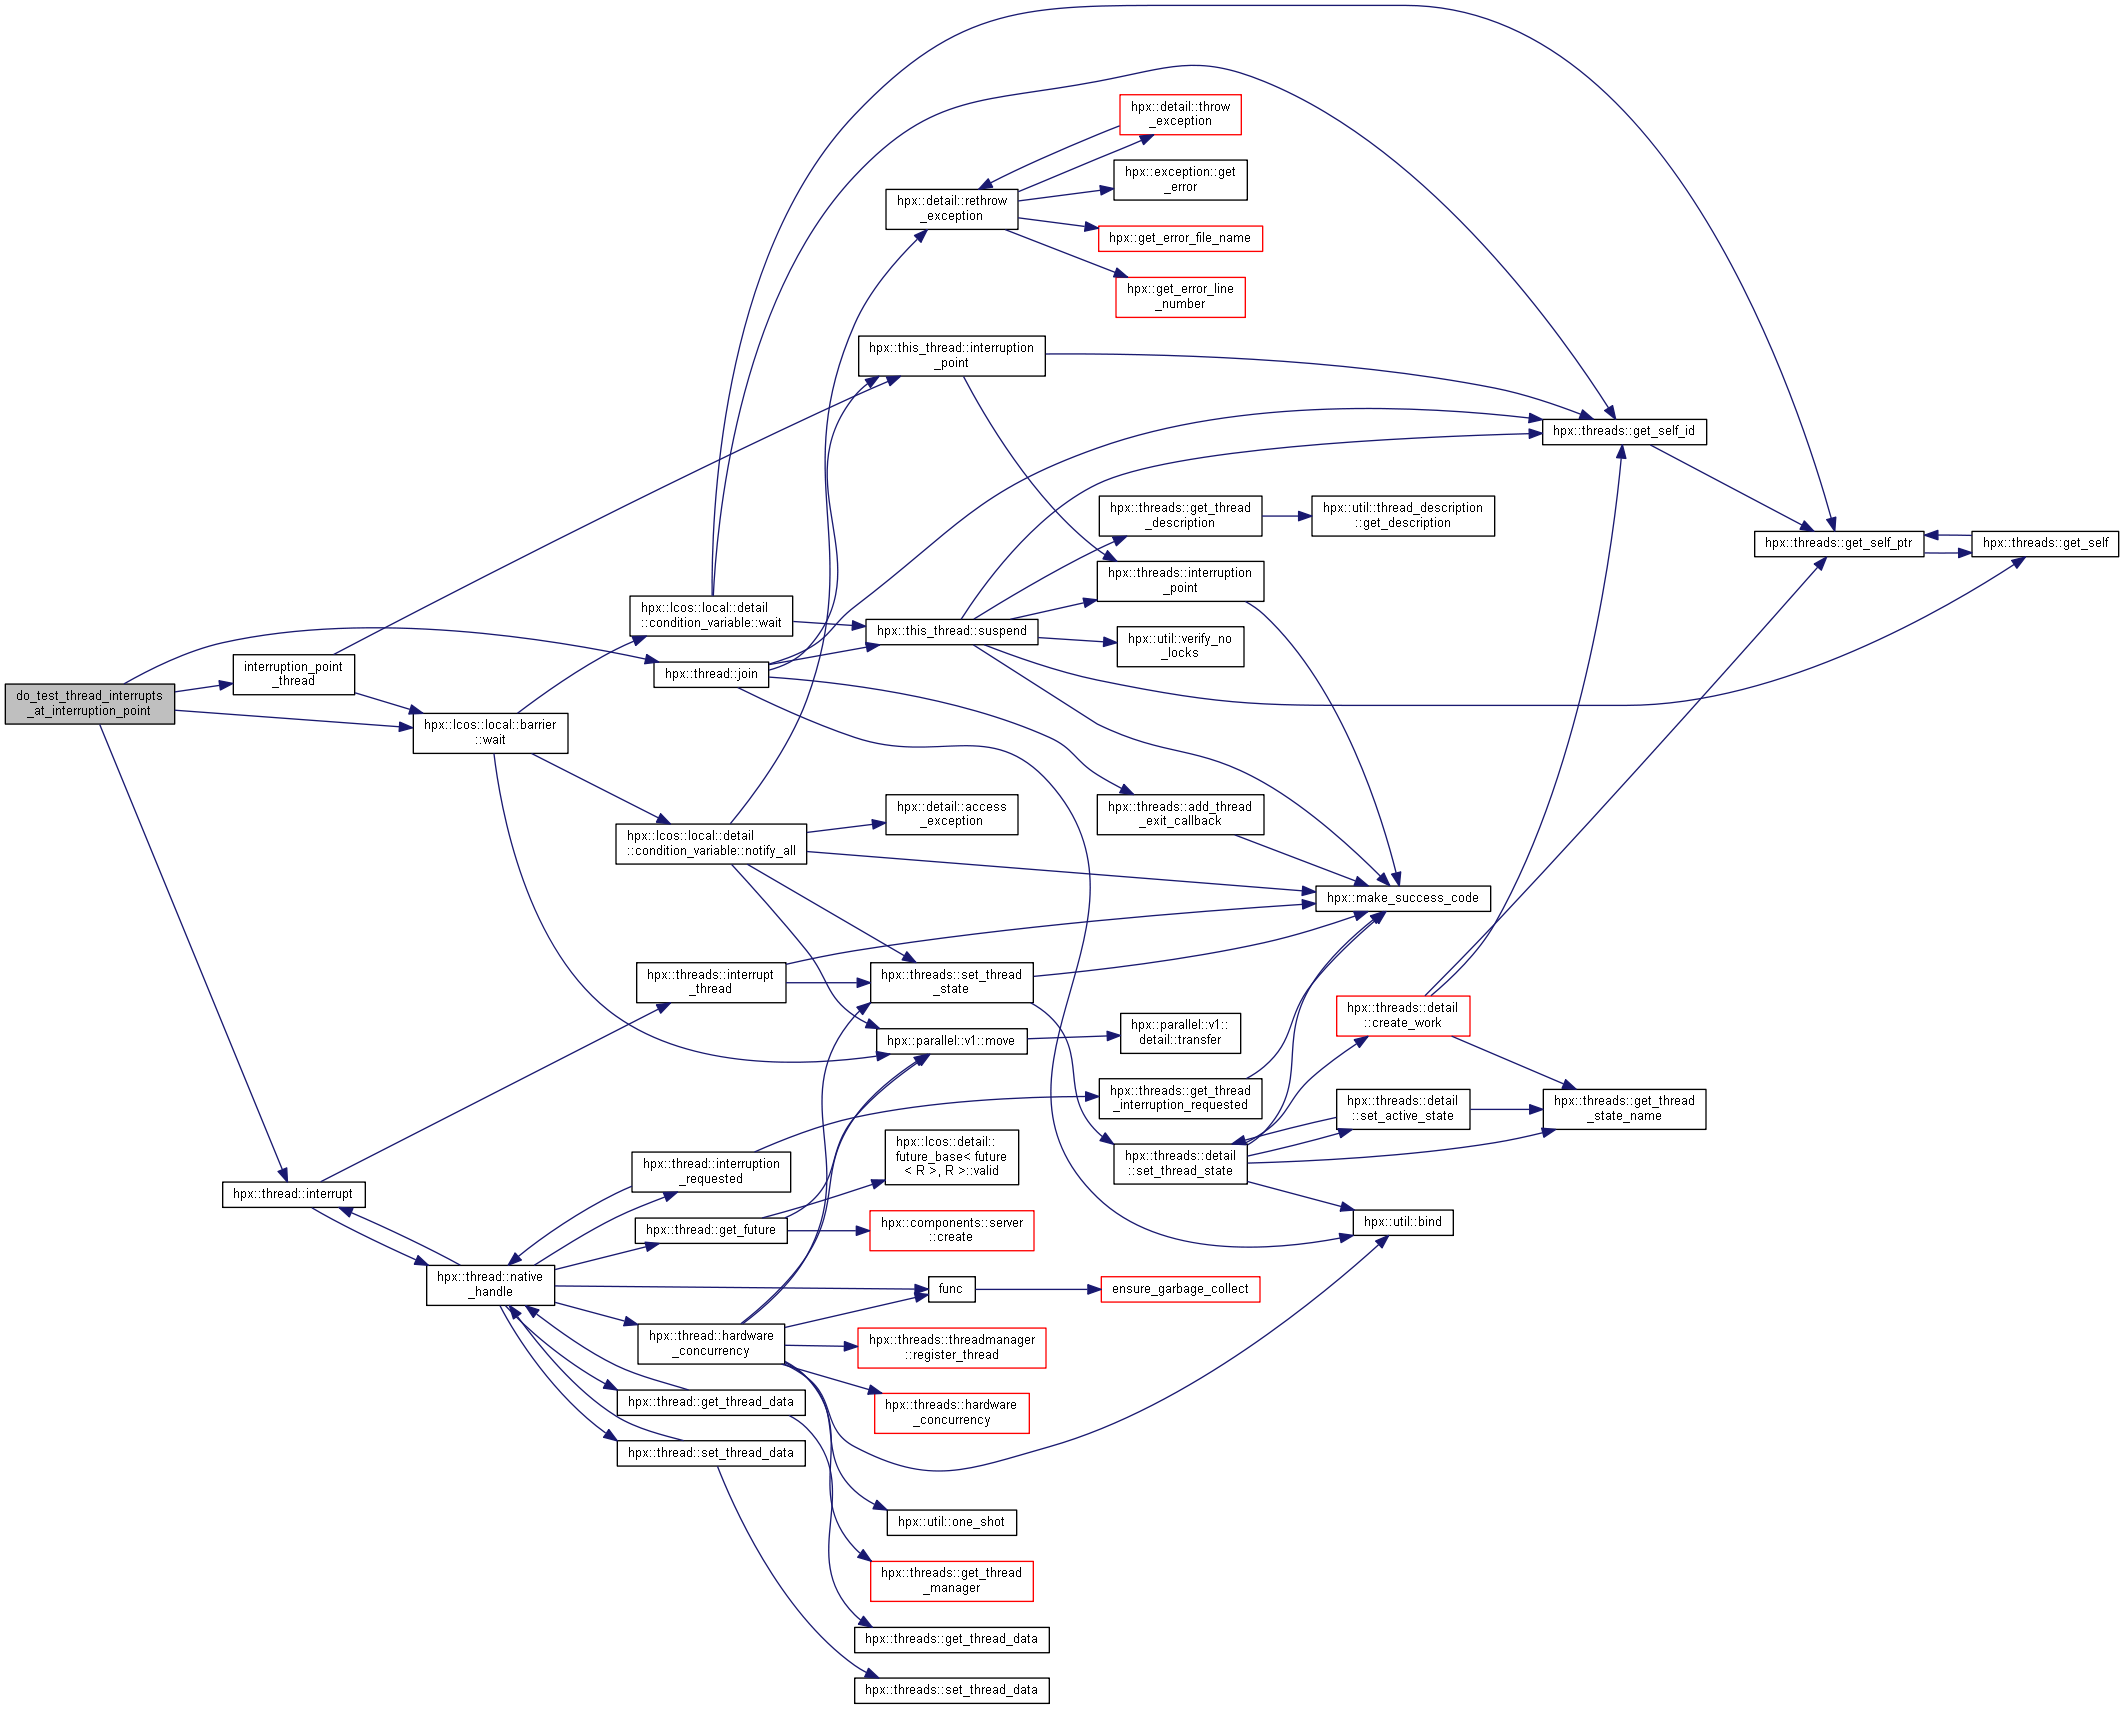 do_test_thread_interrupts
_at_interruption_point
interruption_point
_thread
hpx::lcos::local::barrier
::wait
hpx::thread::interrupt
hpx::thread::native
_handle
hpx::lcos::local::detail
::condition_variable::wait
hpx::thread::join
hpx::lcos::local::detail
::condition_variable::notify_all
hpx::threads::interrupt
_thread
hpx::thread::interruption
_requested
hpx::thread::get_future
hpx::thread::hardware
_concurrency
hpx::thread::get_thread_data
hpx::thread::set_thread_data
hpx::detail::rethrow
_exception
hpx::this_thread::interruption
_point
hpx::this_thread::suspend
hpx::detail::access
_exception
hpx::threads::set_thread
_state
hpx::parallel::v1::move
hpx::lcos::detail::
future_base< future
< R >, R >::valid
hpx::components::server
::create
func
hpx::threads::threadmanager
::register_thread
hpx::threads::hardware
_concurrency
hpx::util::one_shot
hpx::threads::get_thread
_manager
hpx::threads::get_thread_data
hpx::threads::set_thread_data
hpx::detail::throw
_exception
hpx::exception::get
_error
hpx::get_error_file_name
hpx::get_error_line
_number
hpx::threads::get_thread
_description
hpx::threads::interruption
_point
hpx::util::verify_no
_locks
hpx::threads::add_thread
_exit_callback
hpx::parallel::v1::
detail::transfer
hpx::threads::get_thread
_interruption_requested
hpx::threads::detail
::set_thread_state
ensure_garbage_collect
hpx::util::thread_description
::get_description
hpx::make_success_code
hpx::threads::detail
::create_work
hpx::threads::detail
::set_active_state
hpx::util::bind
hpx::threads::get_self_id
hpx::threads::get_thread
_state_name
hpx::threads::get_self_ptr
hpx::threads::get_self